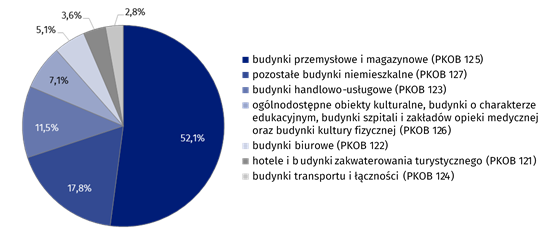 2,8%
3,6%
5,1%
7,1%
11,5%
17,8%
52,1%
budynki przemysłowe i magazynowe (PKOB 125)
pozostałe budynki niemieszkalne (PKOB 127)
budynki handlowo-usługowe (PKOB 123)
ogólnodostępne obiekty kulturalne, budynki o charakterze
edukacyjnym, budynki szpitali i zakładów opieki medycznej
oraz budynki kultury fizycznej (PKOB 126)
budynki biurowe (PKOB 122)
hotele i budynki zakwaterowania turystycznego (PKOB 121)
budynki transportu i łączności (PKOB 124)